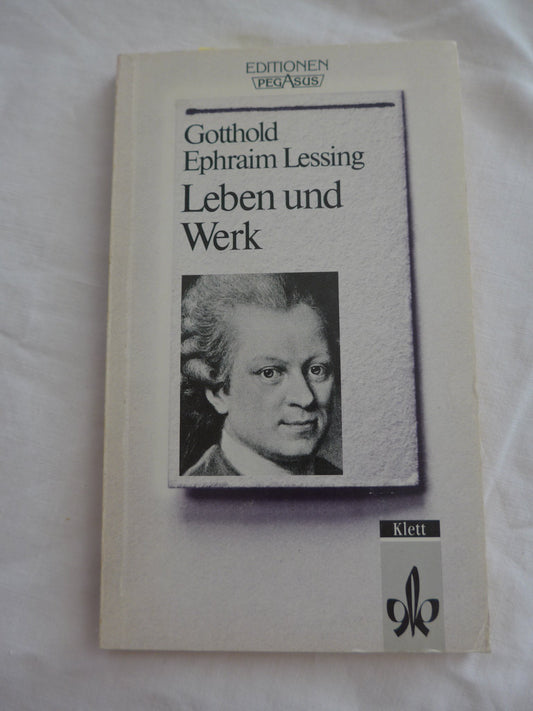 EDITIONEN
PEGASUS
Gotthold
Ephraim Lessing
Leben und
Werk
Klett